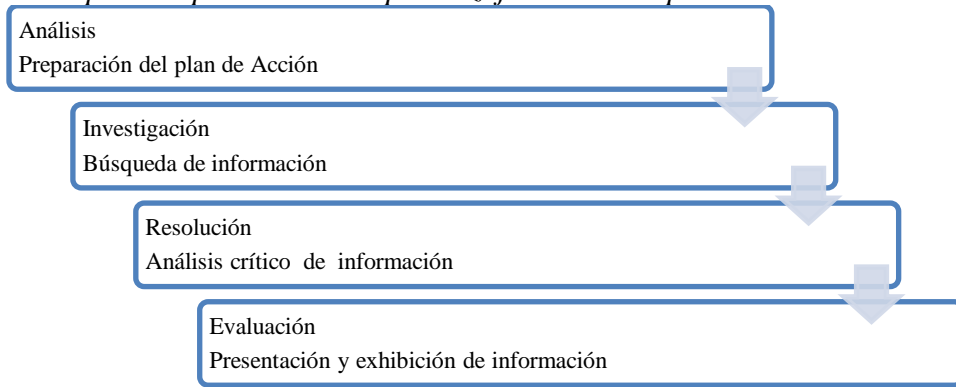 Análisis
Preparación del plan de Acción
Investigación
Búsqueda de información
Resolución
Análisis crítico de información
Evaluación
Presentación y exhibición de información